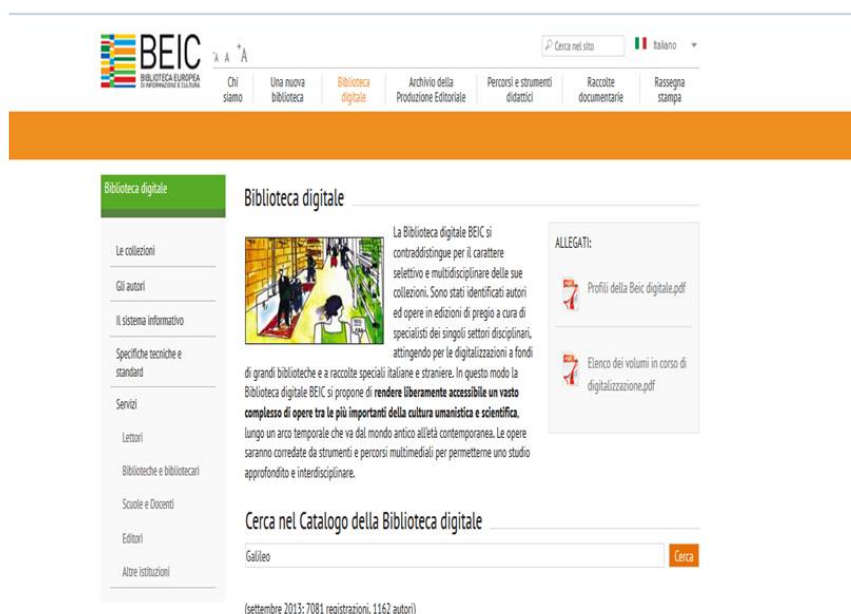 BEIC
BIBLIOTECA EUROPEA
DI INFORMAZIONE E CULTURA
-A A +A
Cerca nel sito
Italiano
Chi siamo
Una nuova biblioteca
Biblioteca digitale
Archivio della Produzione Editoriale
Percorsi e strumenti didattici
Raccolte documentarie
Rassegna stampa
Biblioteca digitale
Le collezioni
Gli autori
Il sistema informativo
Specifiche tecniche e
standard
Servizi
Lettori
Biblioteche e bibliotecari
Scuole e Docenti
Editori
Altre istituzioni
Biblioteca digitale
La Biblioteca digitale BEIC si
contraddistingue per il carattere
selettivo e multidisciplinare delle sue
collezioni. Sono stati identificati autori
ed opere in edizioni di pregio a cura di
specialisti dei singoli settori disciplinari,
attingendo per le digitalizzazioni a fondi
di grandi biblioteche e a raccolte speciali italiane e straniere. In questo modo la
Biblioteca digitale BEIC si propone di rendere liberamente accessibile un vasto
complesso di opere tra le più importanti della cultura umanistica e scientifica,
lungo un arco temporale che va dal mondo antico all'età contemporanea. Le opere
saranno corredate da strumenti e percorsi multimediali per permetterne uno studio
approfondito e interdisciplinare.
ALLEGATI:
Profili della Beic digitale.pdf
Elenco dei volumi in corso di
digitalizzazione.pdf
Cerca nel Catalogo della Biblioteca digitale
Galileo
Cerca
(settembre 2013: 7081 registrazioni, 1162 autori)